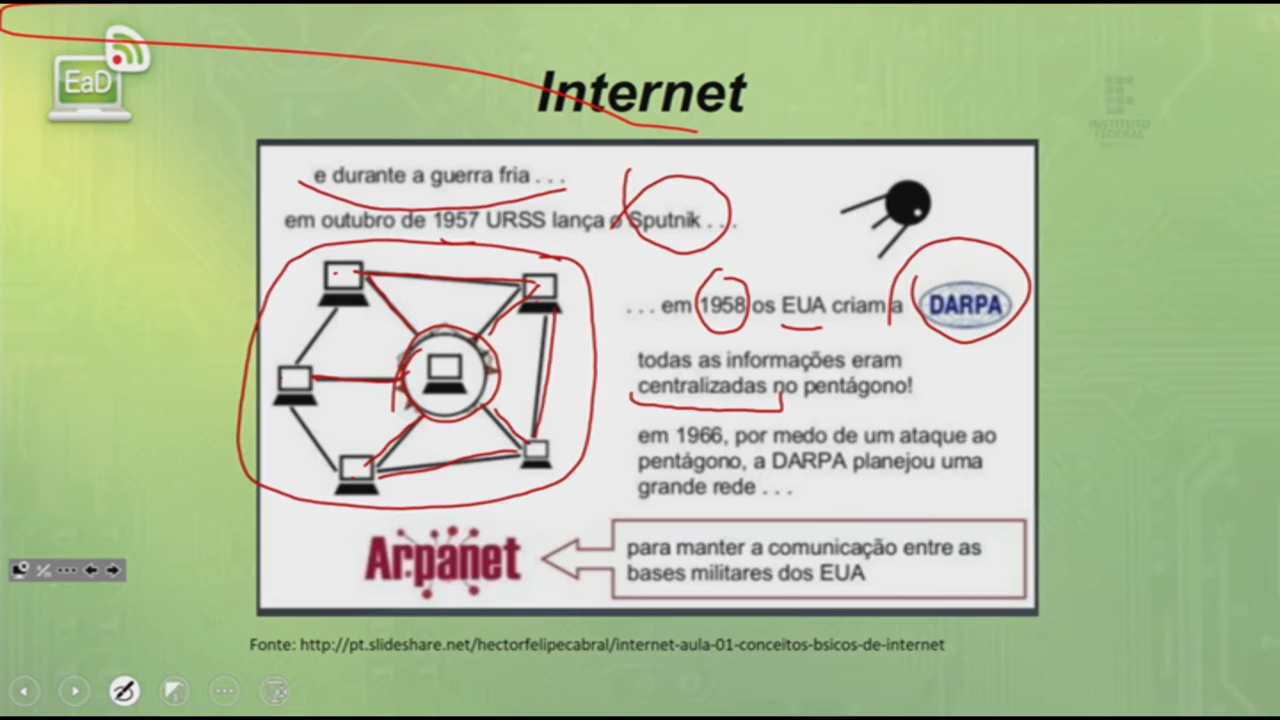 EaD
Internet
INSTITUTO
FEDERAL
e durante a guerra fria . . .
em outubro de 1957 URSS lança o Sputnik . . .
. . . em 1958 os EUA criam a DARPA
todas as informações eram
centralizadas no pentágono!
em 1966, por medo de um ataque ao
pentágono, a DARPA planejou uma
grande rede . . .
Arpanet
para manter a comunicação entre as
bases militares dos EUA
Fonte: http://pt.slideshare.net/hectorfelipecabral/internet-aula-01-conceitos-bsicos-de-internet